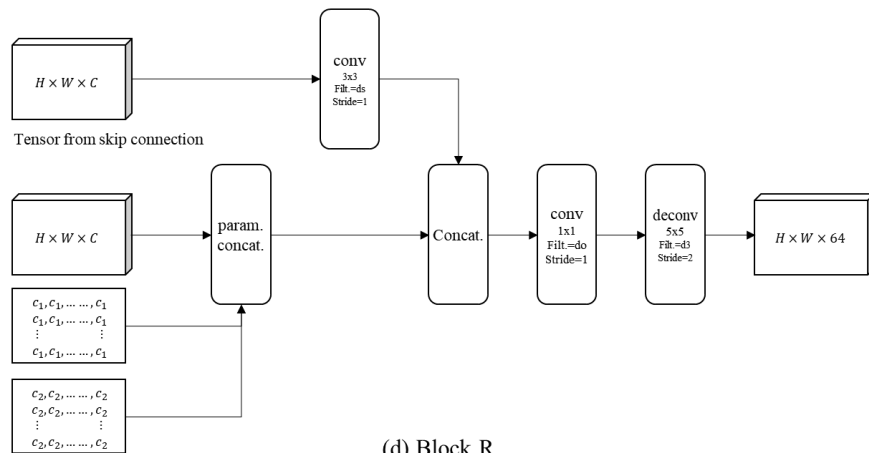 H × W × C
Tensor from skip connection
conv
3x3
Filt.=ds
Stride=1
H × W × C
param.
concat.
Concat.
conv
1x1
Filt.=do
Stride=1
deconv
5x5
Filt.=d3
Stride=2
H × W × 64
c₁, c₁, … … , c₁
c₁, c₁, … … , c₁
⋮ ⋮
c₁, c₁, … … , c₁
c₂, c₂, … … , c₂
c₂, c₂, … … , c₂
⋮ ⋮
c₂, c₂, … … , c₂
(d) Block R